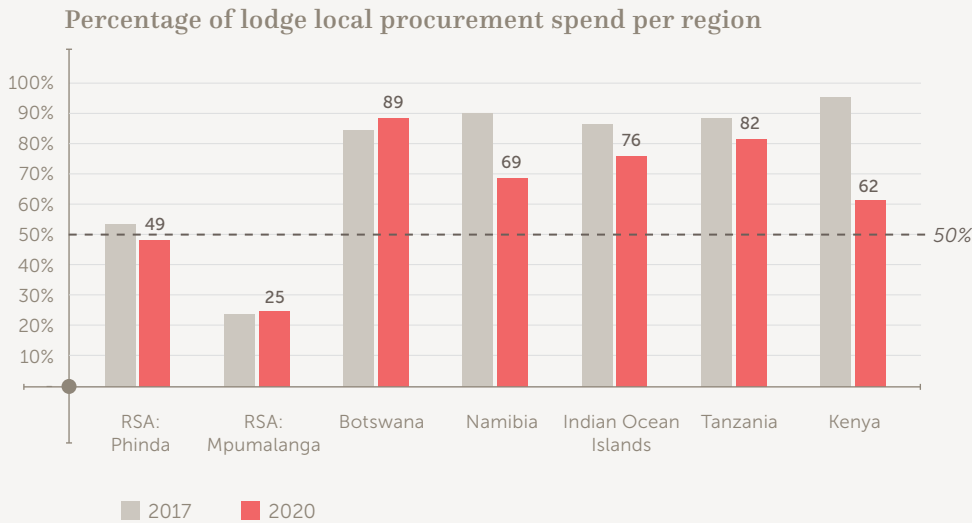 Percentage of lodge local procurement spend per region
100%
90%
80%
70%
60%
50%
40%
30%
20%
10%
-
49
25
89
69
76
82
62
50%
RSA:
Phinda
RSA:
Mpumalanga
Botswana
Namibia
Indian Ocean
Islands
Tanzania
Kenya
2017
2020